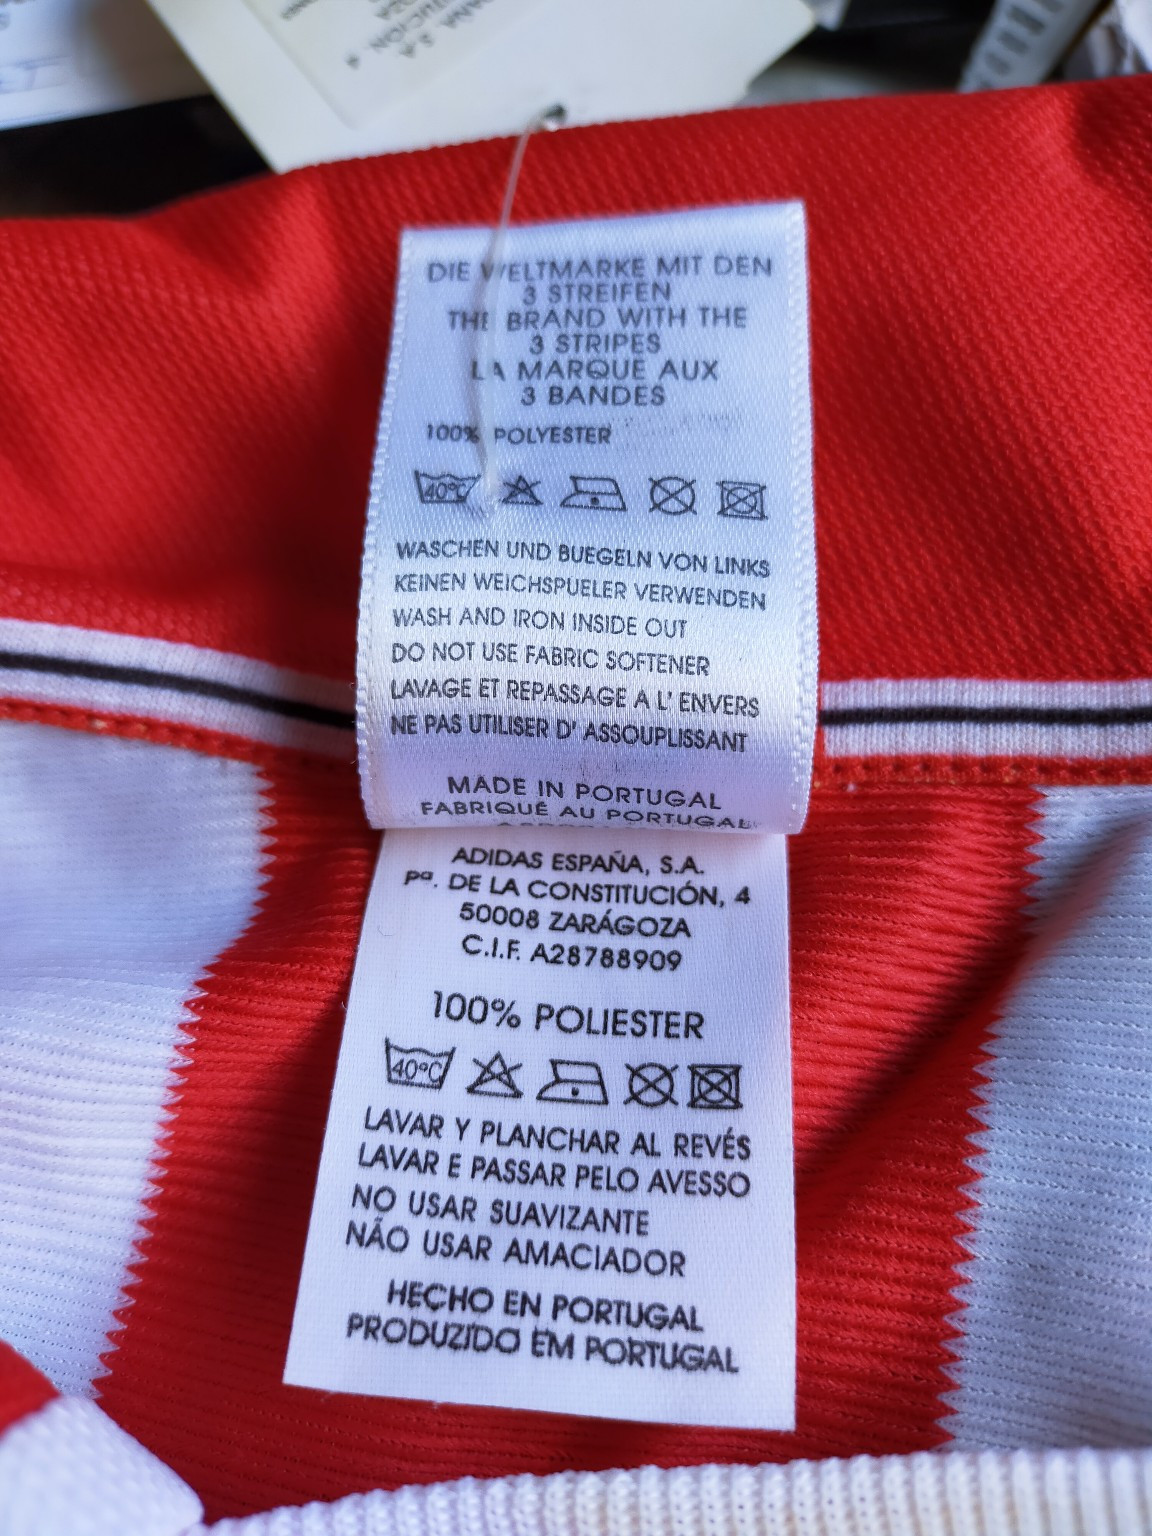 DIE WELTMARKE MIT DEN
3 STREIFEN
THE BRAND WITH THE
3 STRIPES
LA MARQUE AUX
3 BANDES
100% POLYESTER
40°C
WASCHEN UND BUEGELN VON LINKS
KEINEN WEICHSPUELER VERWENDEN
WASH AND IRON INSIDE OUT
DO NOT USE FABRIC SOFTENER
LAVAGE ET REPASSAGE A L' ENVERS
NE PAS UTILISER D' ASSOUPLISSANT
MADE IN PORTUGAL
FABRIQUÉ AU PORTUGAL
ADIDAS ESPAÑA, S.A.
Pª. DE LA CONSTITUCIÓN, 4
50008 ZARÁGOZA
C.I.F. A28788909
100% POLIESTER
40°C
LAVAR Y PLANCHAR AL REVÉS
LAVAR E PASSAR PELO AVESSO
NO USAR SUAVIZANTE
NÃO USAR AMACIADOR
HECHO EN PORTUGAL
PRODUZIDO EM PORTUGAL